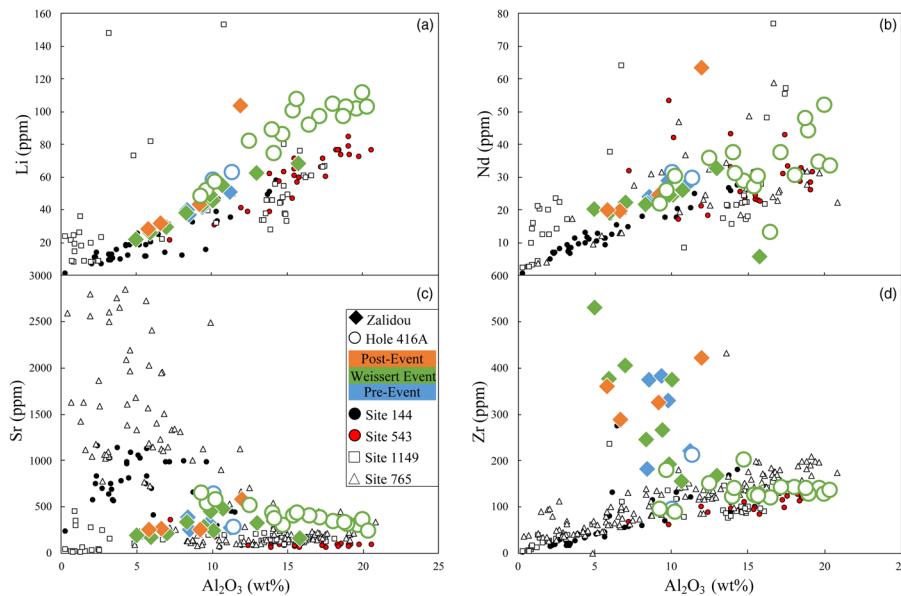 160
140
120
100
80
60
40
20
3000
Li (ppm)
(a)
80
70
60
50
40
30
20
10
600
Nd (ppm)
(b)
2500
2000
1500
1000
500
0
Sr (ppm)
(c)
Zalidou
Hole 416A
Post-Event
Weissert Event
Pre-Event
Site 144
Site 543
Site 1149
Site 765
0 5 10 15 20 25
Al₂O₃ (wt%)
500
400
300
200
100
0
Zr (ppm)
(d)
0 5 10 15 20 25
Al₂O₃ (wt%)